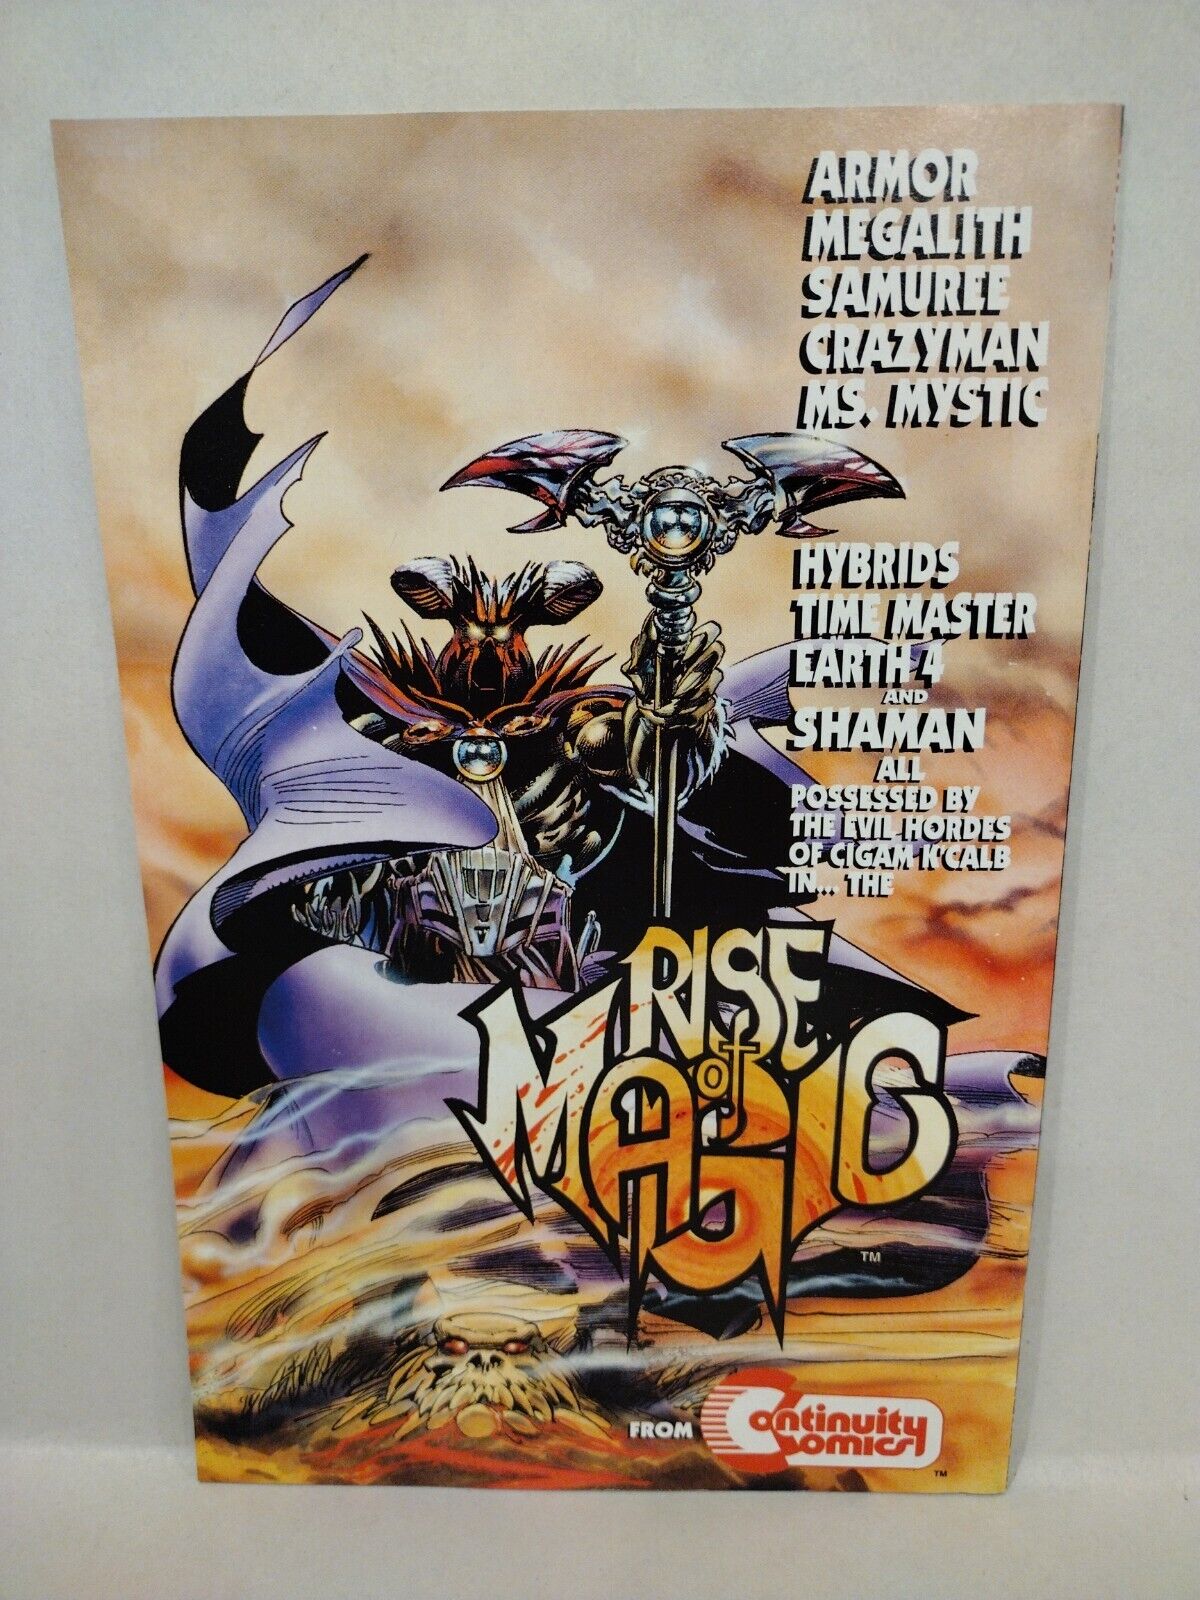 ARMOR
MEGALITH
SAMUREE
CRAZYMAN
MS. MYSTIC
HYBRIDS
TIME MASTER
EARTH 4
AND
SHAMAN
ALL
POSSESSED BY
THE EVIL HORDES
OF CIGAM K'CALB
IN... THE
RISE
of
MAGIC
TM
FROM Continuity
Comics
TM